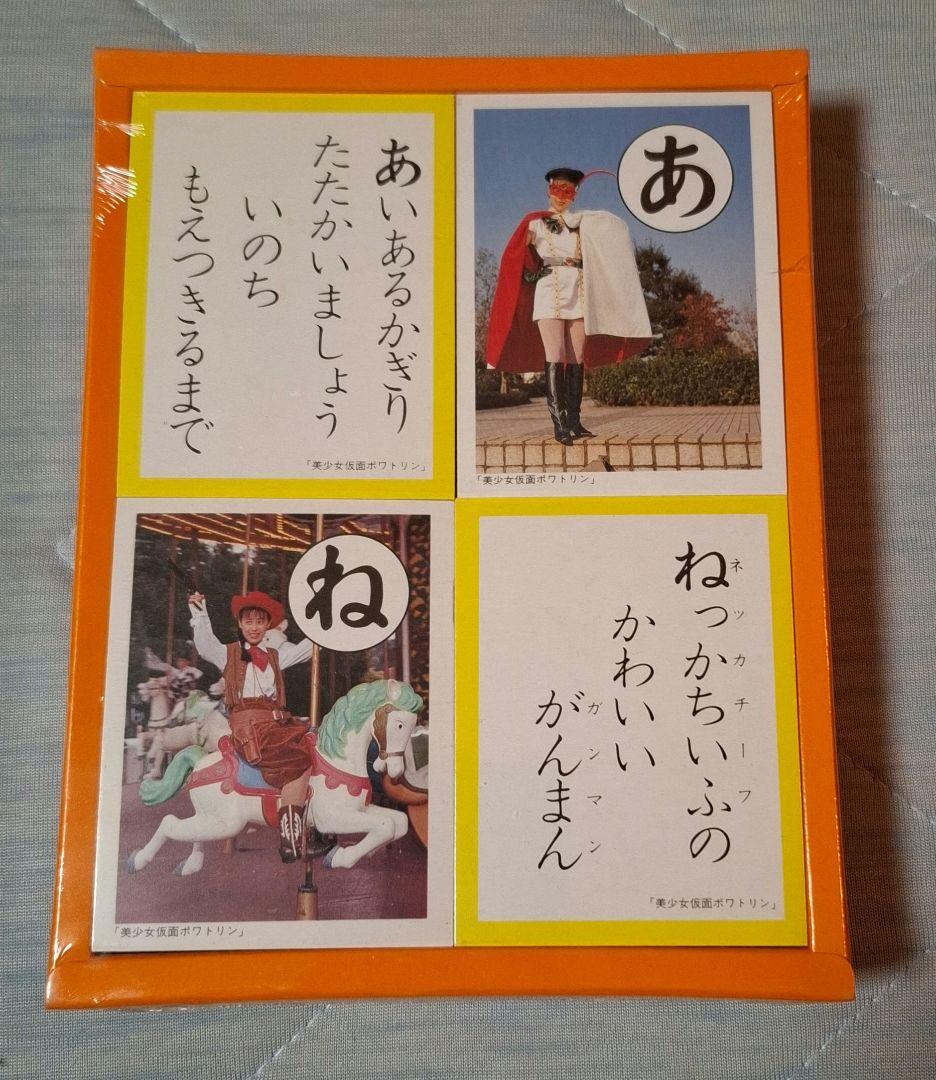 あいあるかぎり
たたかいましょう
いのち
もえつきるまで
「美少女仮面ポワトリン」
あ
「美少女仮面ポワトリン」
ね
「美少女仮面ポワトリン」
ねっかちいふの
ネッカチーフ
かわいい
がんまん
ガンマン
「美少女仮面ポワトリン」